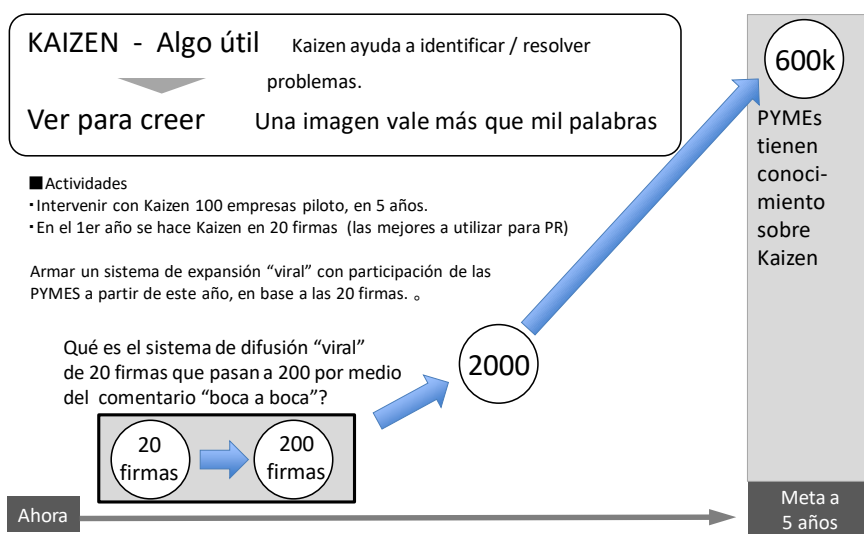 KAIZEN - Algo útil Kaizen ayuda a identificar / resolver
problemas.
Ver para creer Una imagen vale más que mil palabras
■Actividades
・Intervenir con Kaizen 100 empresas piloto, en 5 años.
・En el 1er año se hace Kaizen en 20 firmas (las mejores a utilizar para PR)
Armar un sistema de expansión “viral” con participación de las
PYMES a partir de este año, en base a las 20 firmas. 。
Qué es el sistema de difusión “viral”
de 20 firmas que pasan a 200 por medio
del comentario “boca a boca”?
20
firmas
200
firmas
2000
600k
PYMEs
tienen
conoci-
miento
sobre
Kaizen
Ahora
Meta a
5 años